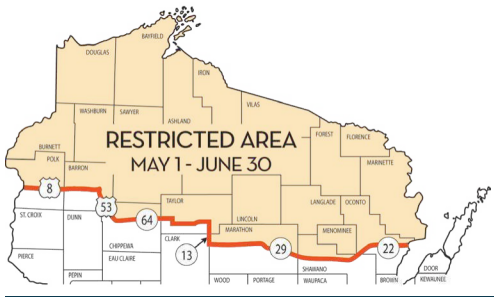 BAYFIELD
DOUGLAS
IRON
VILAS
WASHBURN
SAWYER
ASHLAND
FOREST
FLORENCE
RESTRICTED AREA
MAY 1 - JUNE 30
BURNETT
POLK
BARRON
MARINETTE
8
53
64
TAYLOR
LINCOLN
LANGLADE
OCONTO
ST. CROIX
DUNN
CLARK
MARATHON
MENOMINEE
CHIPPEWA
EAU CLAIRE
13
29
22
PIERCE
PEPIN
WOOD
PORTAGE
SHAWANO
WAUPACA
BROWN
DOOR
KEWAUNEE